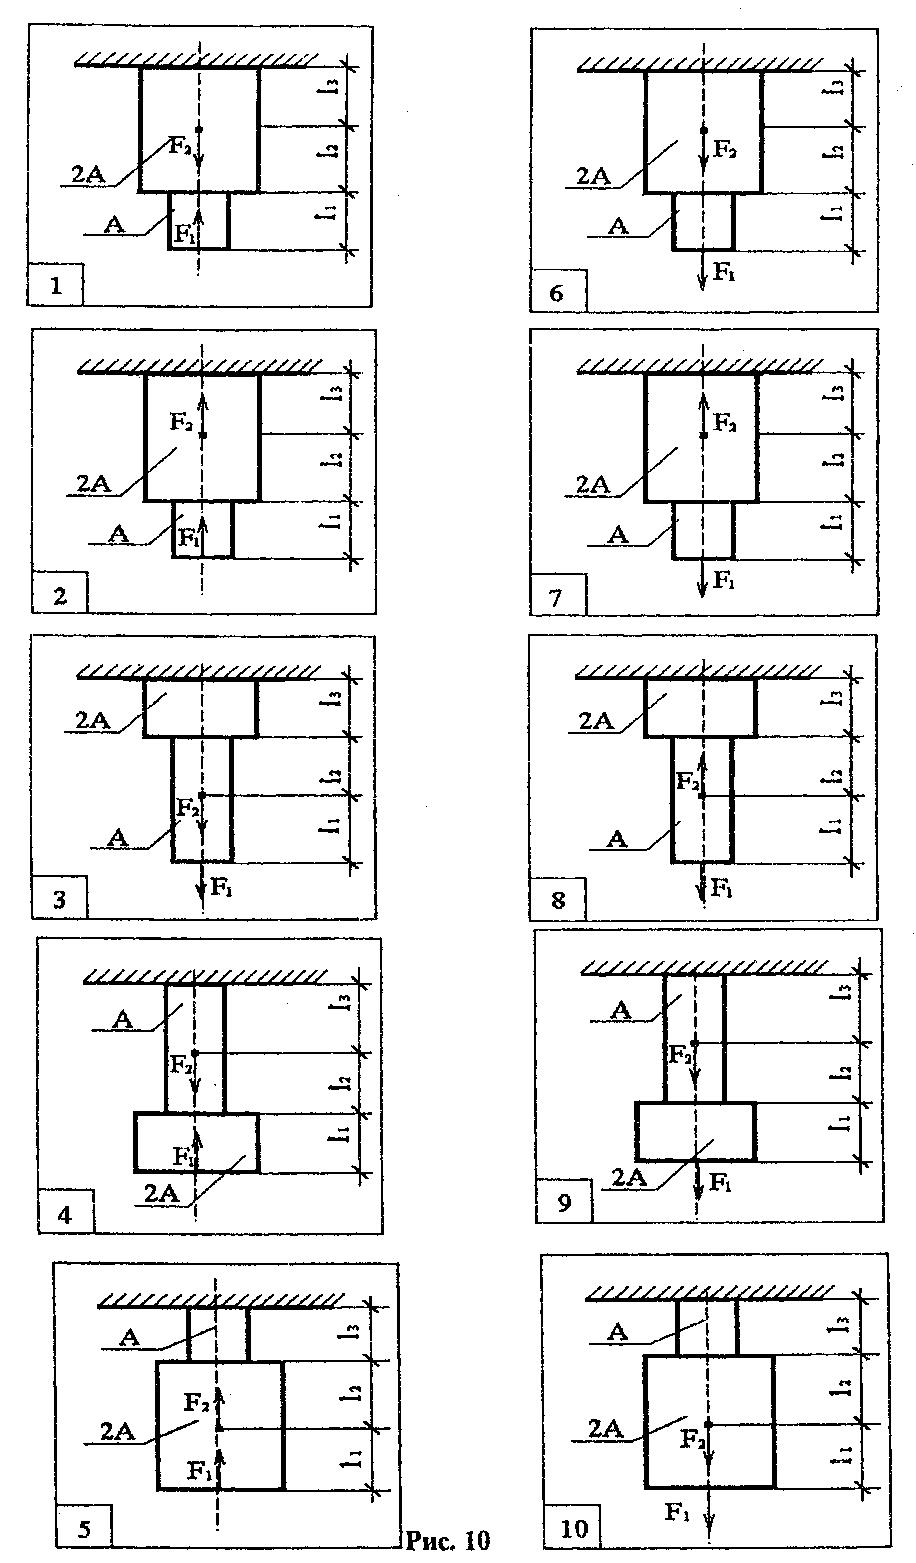 F₂
l₃
l₂
2A
A
F₁
l₁
1
F₂
l₃
l₂
2A
A
F₁
l₁
2
2A
l₃
l₂
F₂
A
l₁
F₁
3
A
l₃
F₂
l₂
F₁
l₁
2A
4
A
l₃
F₂
l₂
2A
F₁
l₁
5
l₃
F₂
l₂
2A
A
l₁
F₁
6
l₃
F₂
l₂
2A
A
l₁
F₁
7
2A
l₃
F₂
l₂
A
l₁
F₁
8
A
l₃
F₂
l₂
l₁
2A
F₁
9
A
l₃
l₂
2A
F₂
l₁
F₁
10
Рис. 10